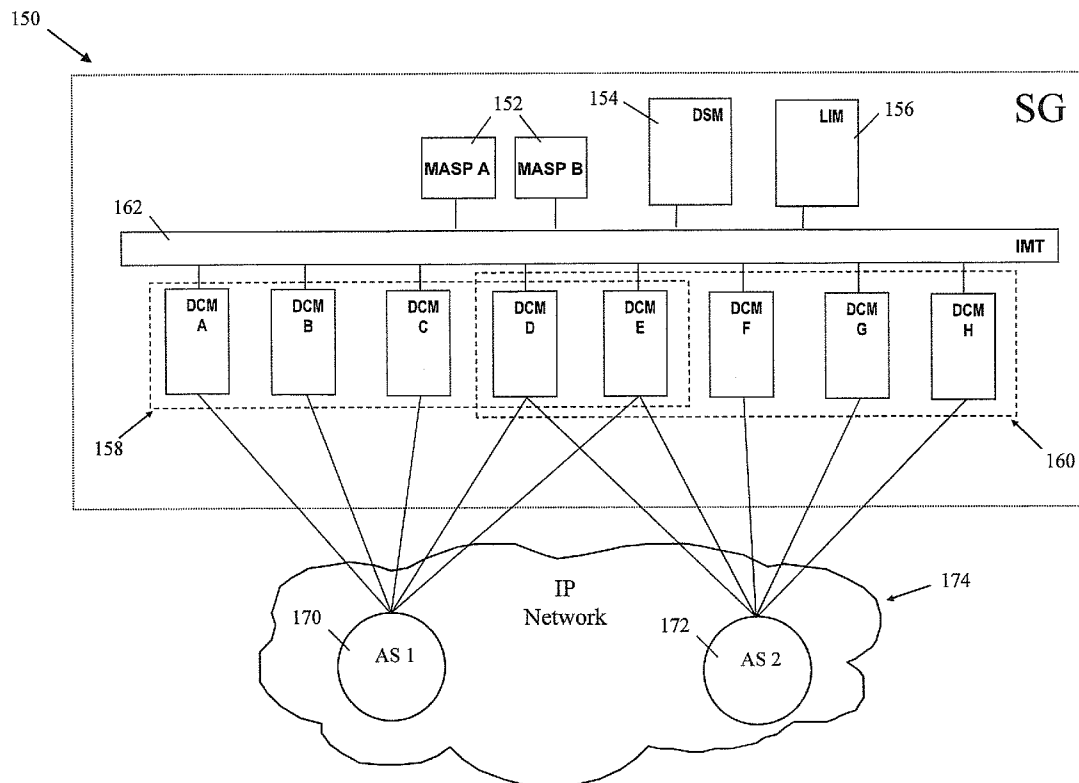 150
SG
152
154
DSM
LIM
156
MASP A
MASP B
162
IMT
DCM
A
DCM
B
DCM
C
DCM
D
DCM
E
DCM
F
DCM
G
DCM
H
158
160
IP
Network
174
170
AS 1
172
AS 2